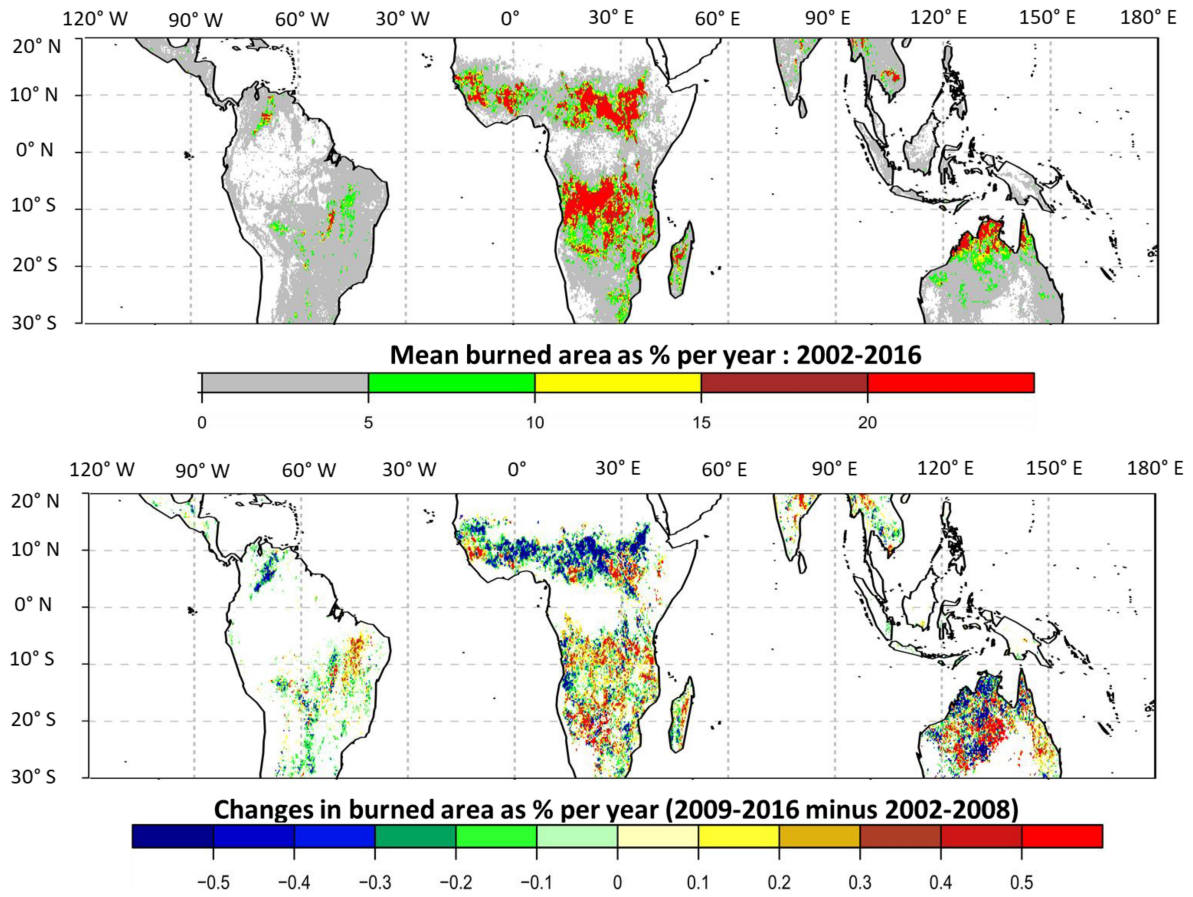 120° W 90° W 60° W 30° W 0° 30° E 60° E 90° E 120° E 150° E 180° E
20° N
10° N
0° N
10° S
20° S
30° S
Mean burned area as % per year : 2002-2016
0 5 10 15 20
120° W 90° W 60° W 30° W 0° 30° E 60° E 90° E 120° E 150° E 180° E
20° N
10° N
0° N
10° S
20° S
30° S
Changes in burned area as % per year (2009-2016 minus 2002-2008)
−0.5 −0.4 −0.3 −0.2 −0.1 0 0.1 0.2 0.3 0.4 0.5